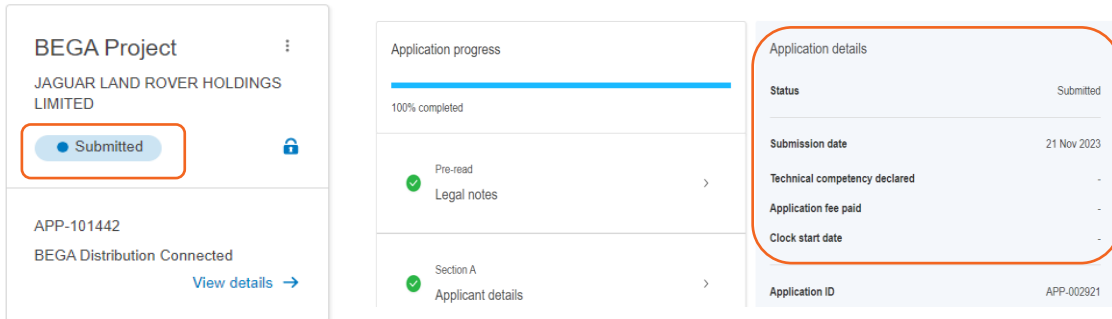 BEGA Project
JAGUAR LAND ROVER HOLDINGS
LIMITED
Submitted
APP-101442
BEGA Distribution Connected
View details →
Application progress
100% completed
Pre-read
Legal notes
Section A
Applicant details
Application details
Status Submitted
Submission date 21 Nov 2023
Technical competency declared -
Application fee paid -
Clock start date -
Application ID APP-002921